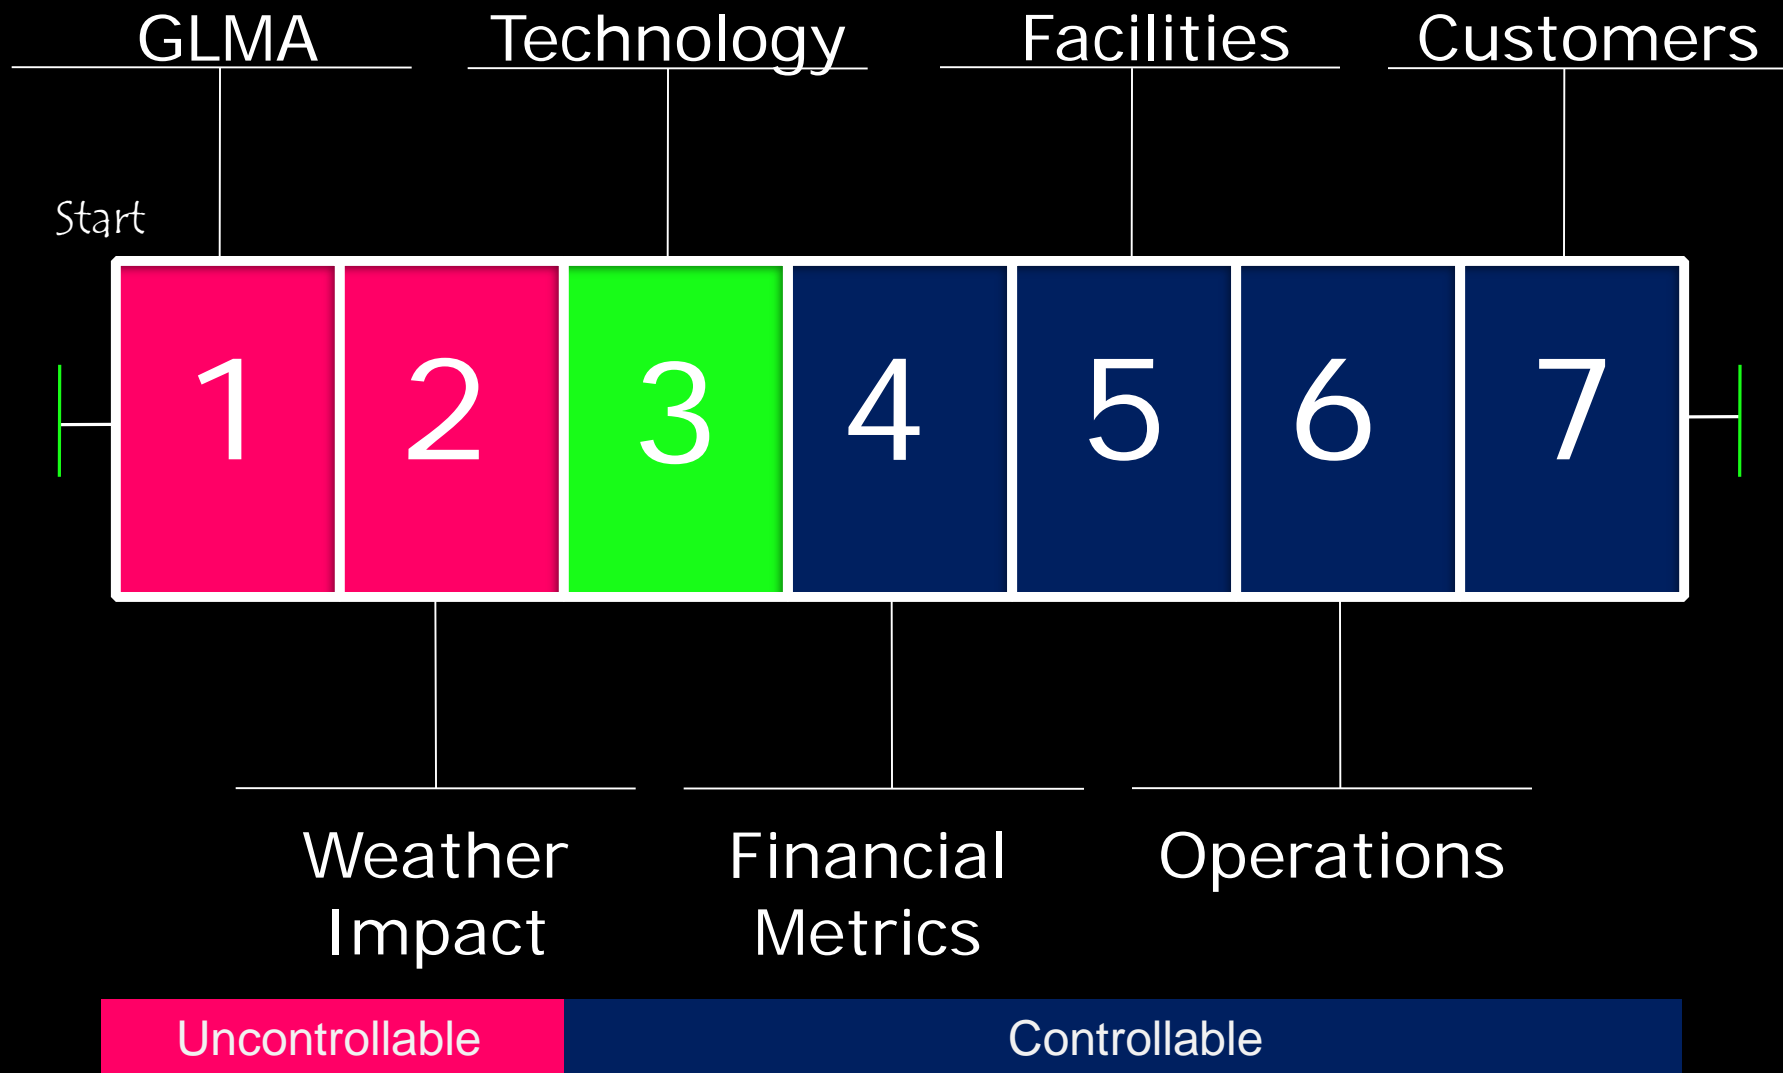 GLMA
Technology
Facilities
Customers
Start
1
2
3
4
5
6
7
Weather
Impact
Financial
Metrics
Operations
Uncontrollable
Controllable